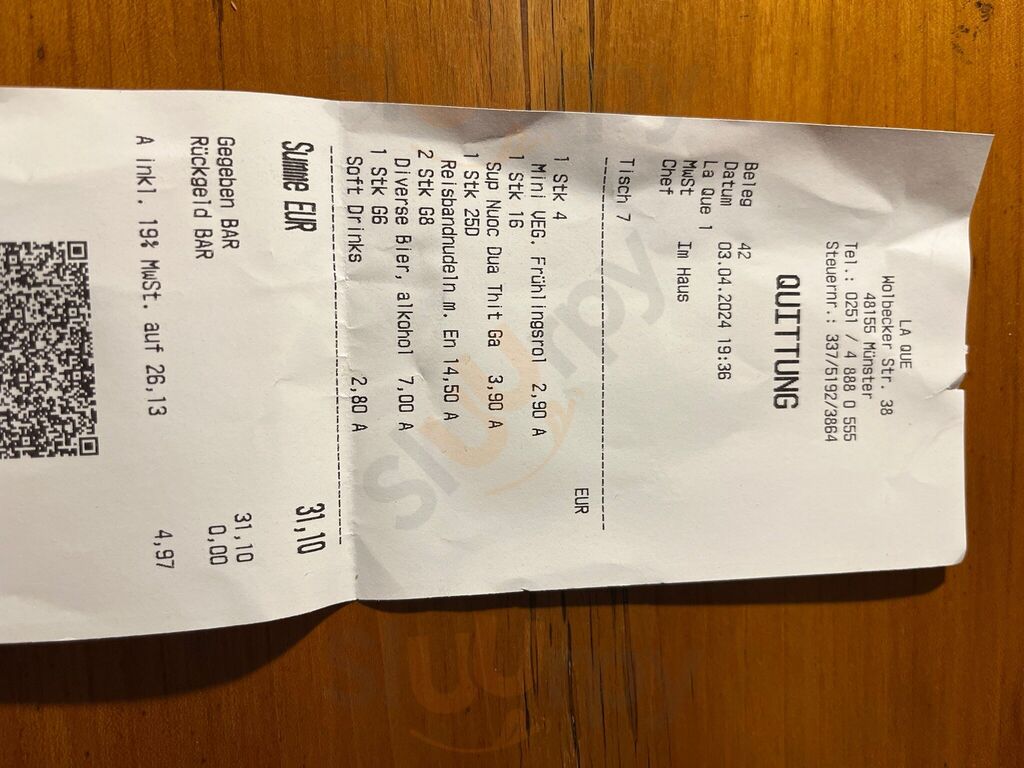 LA QUE
Wolbecker Str. 38
48155 Münster
Tel.: 0251 / 4 888 0 555
Steuernr.: 337/5192/3864
QUITTUNG
Beleg 42
Datum 03.04.2024 19:36
La Que 1
MwSt Im Haus
Chef
Tisch 7
EUR
1 Stk 4
Mini VEG. Frühlingsrol 2,90 A
1 Stk 16
Sup Nuoc Dua Thit Ga 3,90 A
1 Stk 25D
Reisbandnudeln m. En 14,50 A
2 Stk G8
Diverse Bier, alkohol 7,00 A
1 Stk G6
Soft Drinks 2,80 A
Summe EUR 31,10
Gegeben BAR 31,10
Rückgeld BAR 0,00
A inkl. 19% MwSt. auf 26,13 4,97
slurpy
slurpy